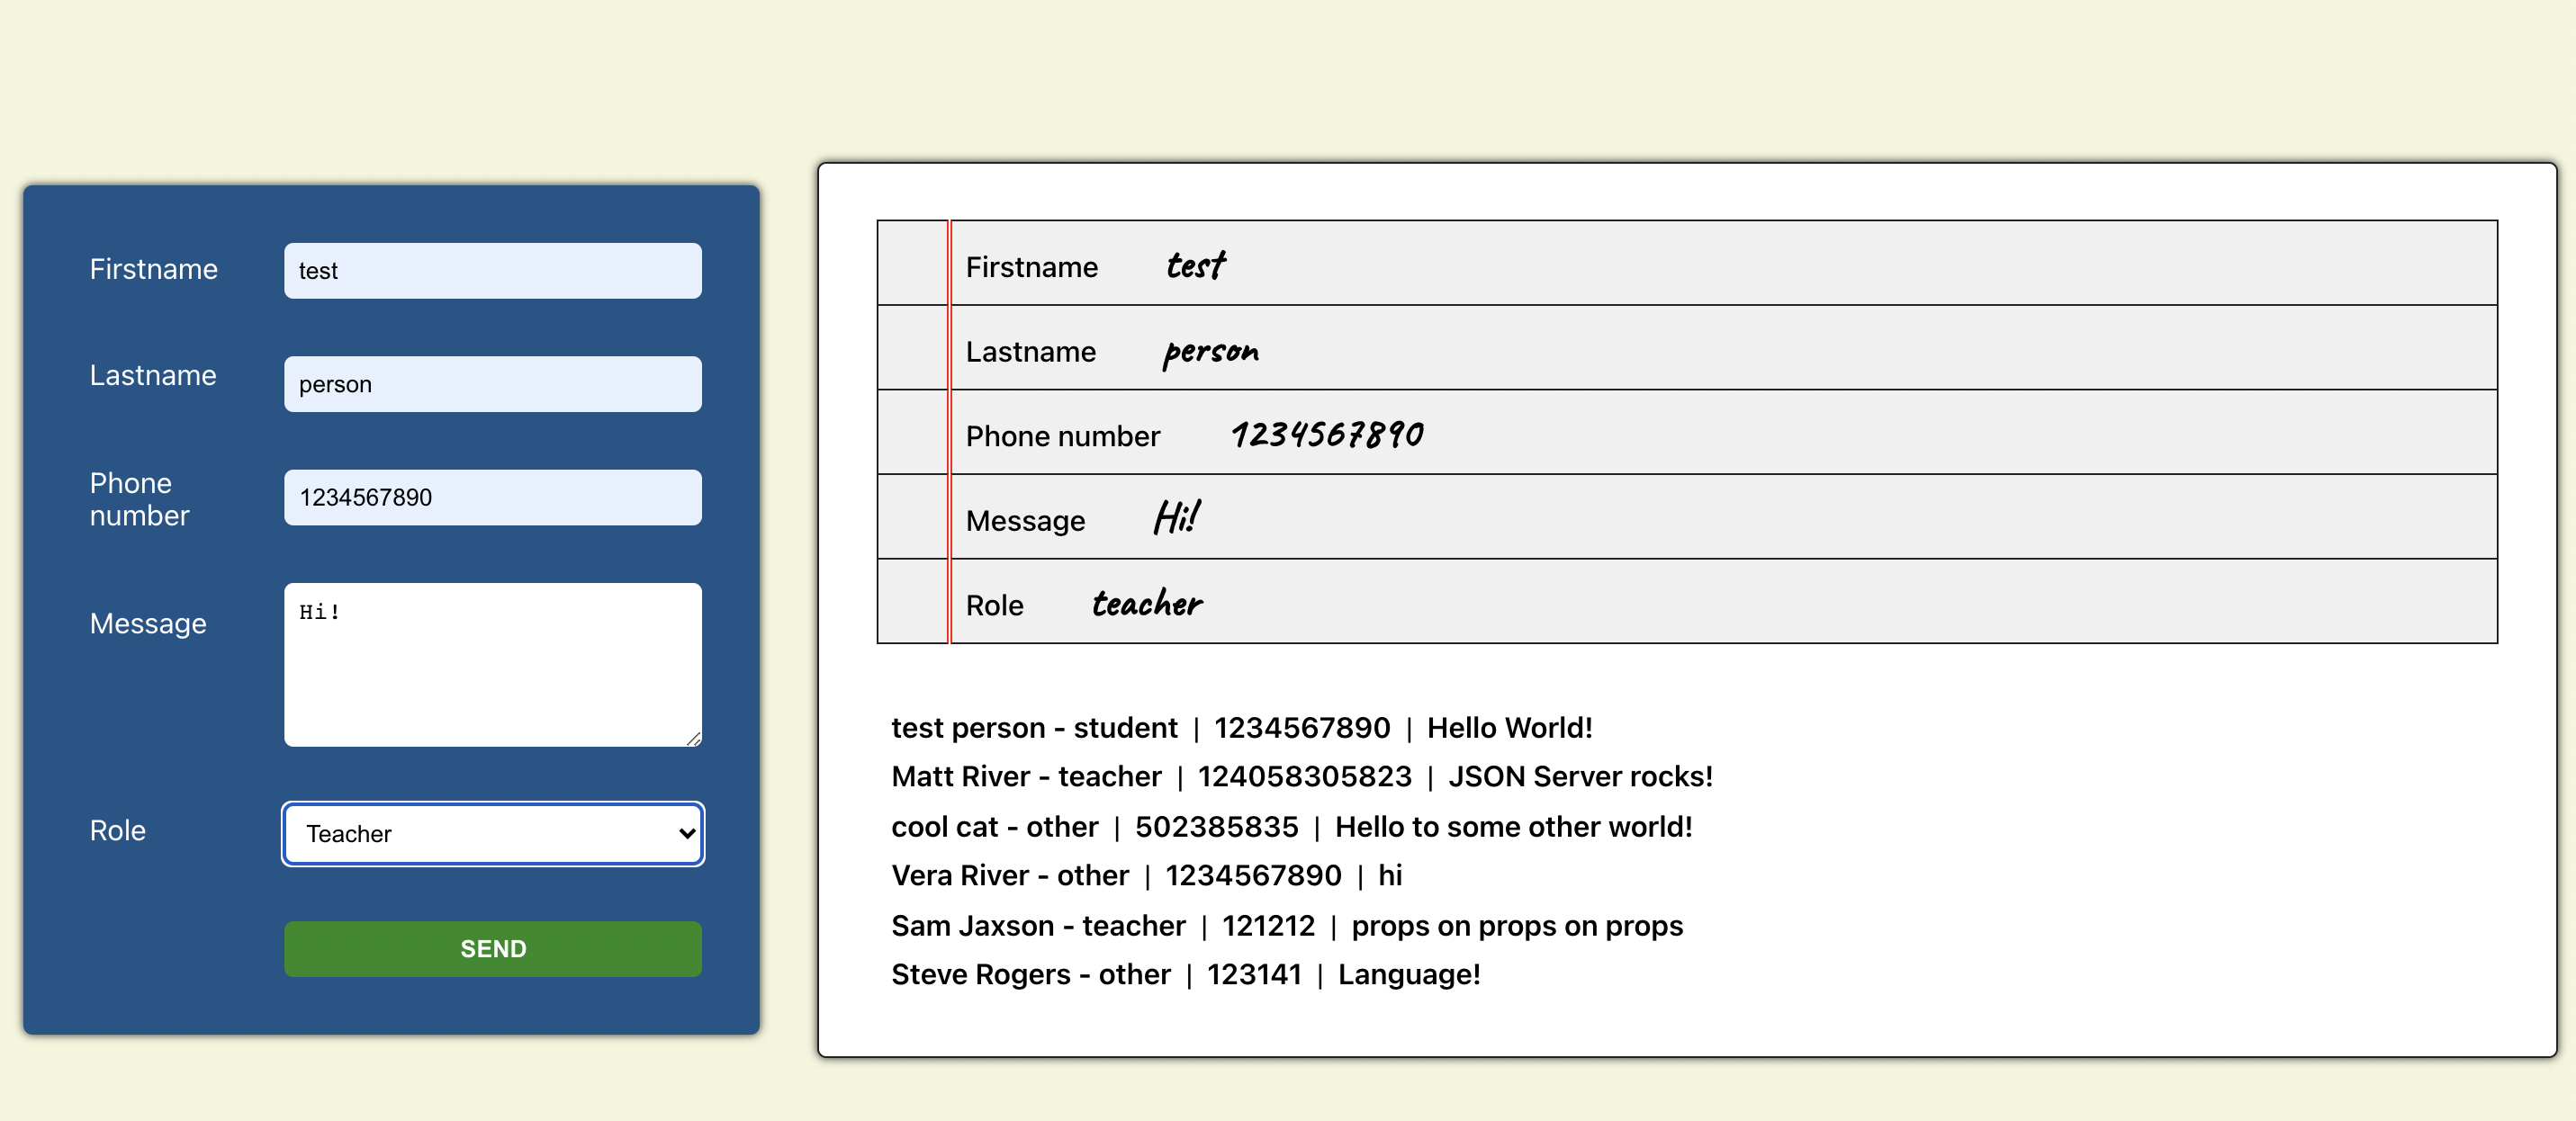 Firstname test
Lastname person
Phone
number 1234567890
Message Hi!
Role Teacher
SEND
Firstname test
Lastname person
Phone number 1234567890
Message Hi!
Role teacher
test person - student | 1234567890 | Hello World!
Matt River - teacher | 124058305823 | JSON Server rocks!
cool cat - other | 502385835 | Hello to some other world!
Vera River - other | 1234567890 | hi
Sam Jaxson - teacher | 121212 | props on props on props
Steve Rogers - other | 123141 | Language!